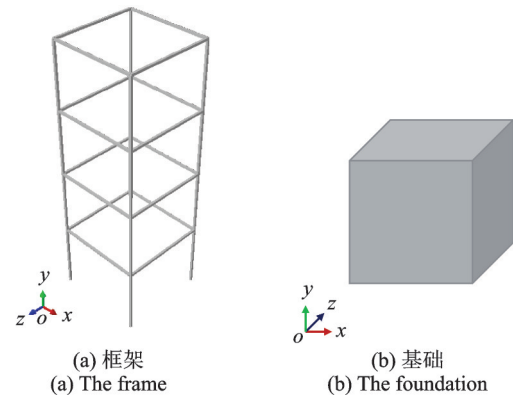 y
z o x
(a) 框架
(a) The frame
y
z
o x
(b) 基础
(b) The foundation